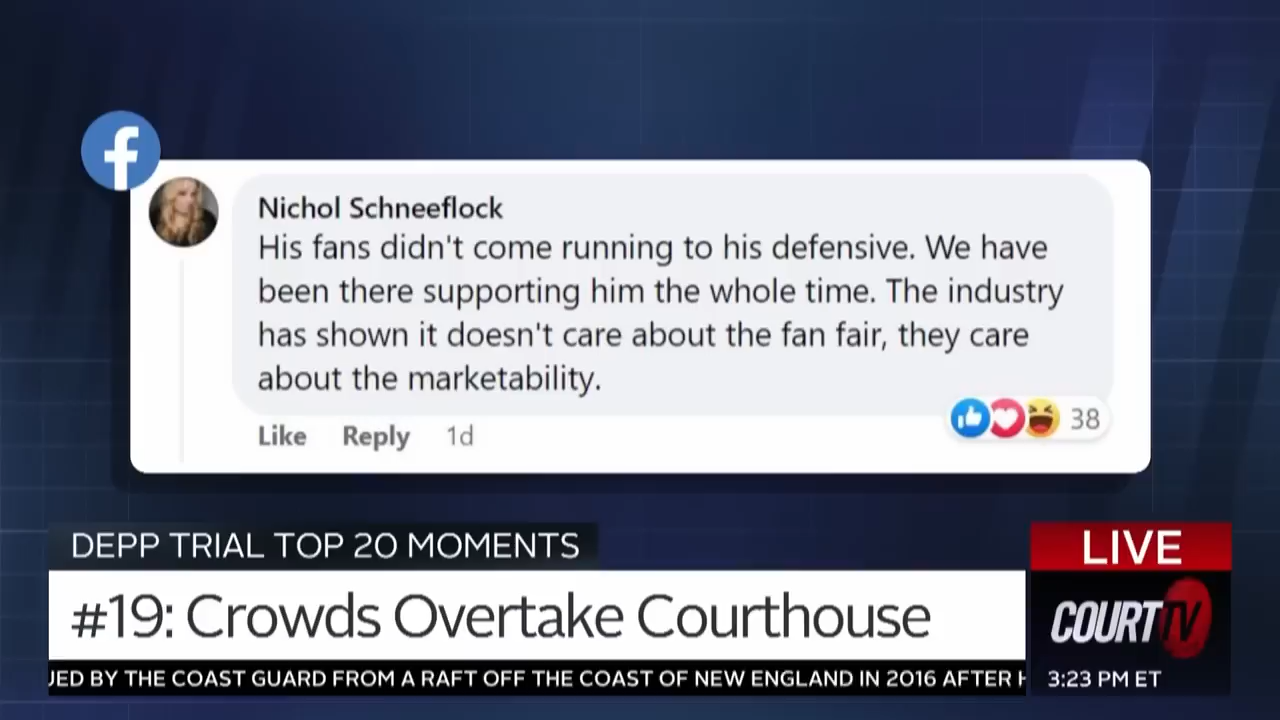 f
Nichol Schneeflock
His fans didn't come running to his defensive. We have
been there supporting him the whole time. The industry
has shown it doesn't care about the fan fair, they care
about the marketability.
Like Reply 1d
38
DEPP TRIAL TOP 20 MOMENTS
#19: Crowds Overtake Courthouse
BY THE COAST GUARD FROM A RAFT OFF THE COAST OF NEW ENGLAND IN 2016 AFTER
LIVE
COURT TV
3:23 PM ET